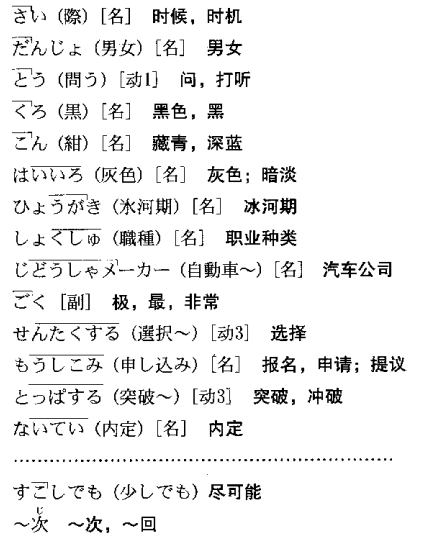 さい（際）［名］ 时候，时机
だんじょ（男女）［名］ 男女
とう（問う）［动1］ 问，打听
くろ（黒）［名］ 黑色，黑
こん（紺）［名］ 藏青，深蓝
はいいろ（灰色）［名］ 灰色；暗淡
ひょうがき（氷河期）［名］ 冰河期
しょくしゅ（職種）［名］ 职业种类
じどうしゃメーカー（自動車～）［名］ 汽车公司
ごく［副］ 极，最，非常
せんたくする（選択～）［动3］ 选择
もうしこみ（申し込み）［名］ 报名，申请；提议
とっぱする（突破～）［动3］ 突破，冲破
ないてい（内定）［名］ 内定
すこしでも（少しでも）尽可能
じ
～次 ～次，～回